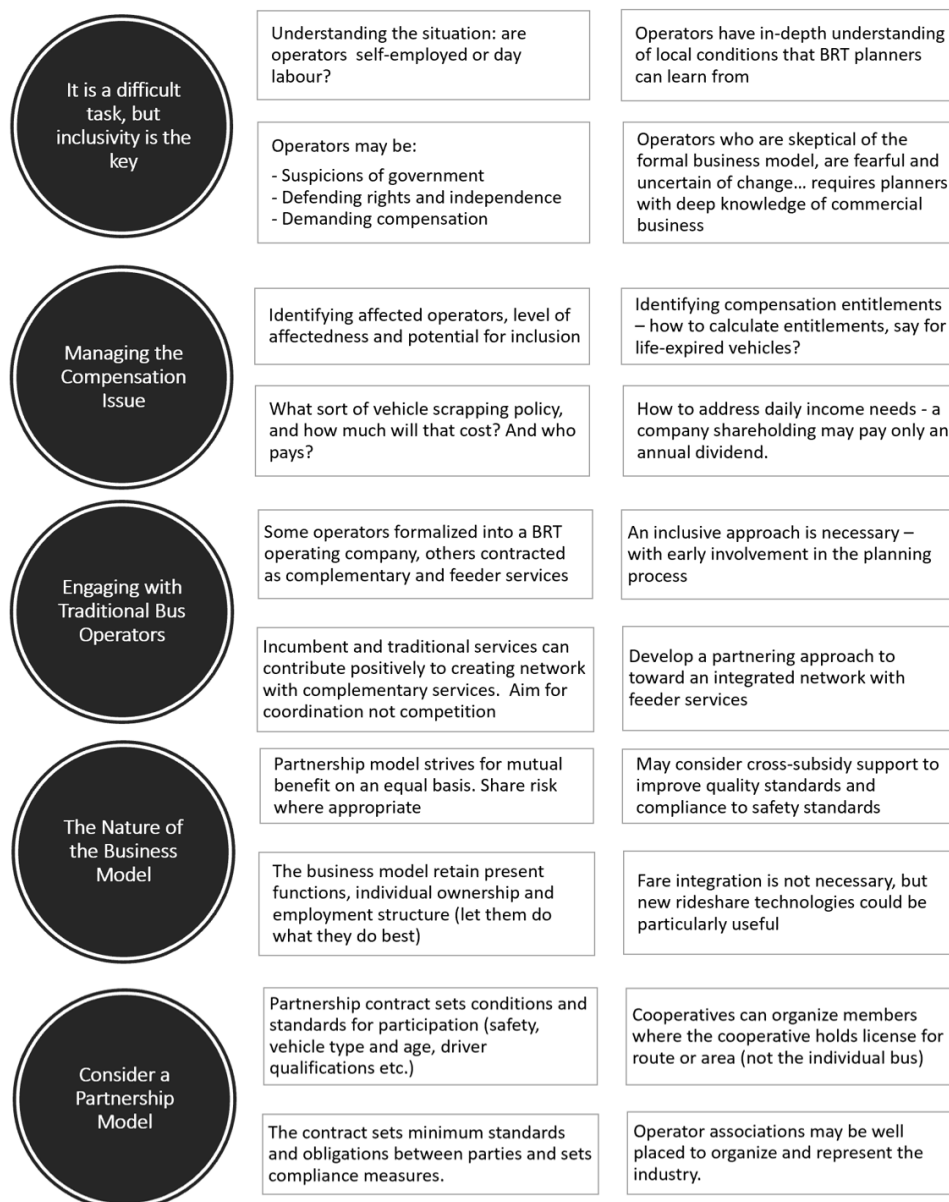 It is a difficult
task, but
inclusivity is the
key
Understanding the situation: are
operators  self-employed or day
labour?
Operators have in-depth understanding
of local conditions that BRT planners
can learn from
Operators may be:
- Suspicions of government
- Defending rights and independence
- Demanding compensation
Operators who are skeptical of the
formal business model, are fearful and
uncertain of change… requires planners
with deep knowledge of commercial
business
Managing the
Compensation
Issue
Identifying affected operators, level of
affectedness and potential for inclusion
Identifying compensation entitlements
– how to calculate entitlements, say for
life-expired vehicles?
What sort of vehicle scrapping policy,
and how much will that cost? And who
pays?
How to address daily income needs - a
company shareholding may pay only an
annual dividend.
Engaging with
Traditional Bus
Operators
Some operators formalized into a BRT
operating company, others contracted
as complementary and feeder services
An inclusive approach is necessary –
with early involvement in the planning
process
Incumbent and traditional services can
contribute positively to creating network
with complementary services.  Aim for
coordination not competition
Develop a partnering approach to
toward an integrated network with
feeder services
The Nature of
the Business
Model
Partnership model strives for mutual
benefit on an equal basis. Share risk
where appropriate
May consider cross-subsidy support to
improve quality standards and
compliance to safety standards
The business model retain present
functions, individual ownership and
employment structure (let them do
what they do best)
Fare integration is not necessary, but
new rideshare technologies could be
particularly useful
Consider a
Partnership
Model
Partnership contract sets conditions and
standards for participation (safety,
vehicle type and age, driver
qualifications etc.)
Cooperatives can organize members
where the cooperative holds license for
route or area (not the individual bus)
The contract sets minimum standards
and obligations between parties and sets
compliance measures.
Operator associations may be well
placed to organize and represent the
industry.